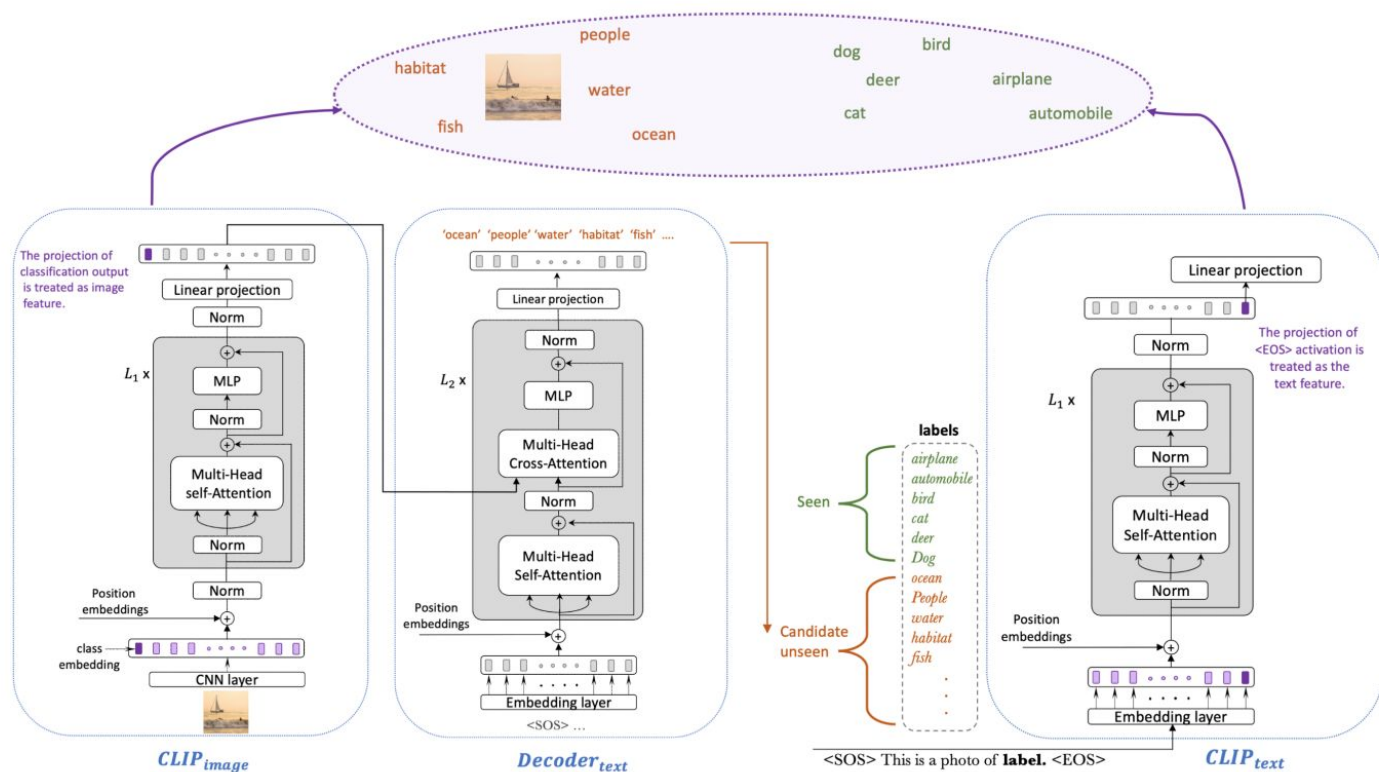 people
habitat
water
fish
ocean
dog
bird
deer
airplane
cat
automobile
The projection of
classification output
is treated as image
feature.
Linear projection
Norm
L₁ x
MLP
Norm
Multi-Head
self-Attention
Norm
Norm
Position
embeddings
class
embedding
CNN layer
CLIP_image
'ocean' 'people' 'water' 'habitat' 'fish' ....
Linear projection
Norm
L₂ x
MLP
Multi-Head
Cross-Attention
Norm
Multi-Head
Self-Attention
Position
embeddings
Embedding layer
<SOS> ...
Decoder_text
labels
Seen
airplane
automobile
bird
cat
deer
Dog
Candidate
unseen
ocean
People
water
habitat
fish
Linear projection
The projection of
<EOS> activation is
treated as the
text feature.
Norm
L₁ x
MLP
Norm
Multi-Head
Self-Attention
Norm
Position
embeddings
Embedding layer
<SOS> This is a photo of label. <EOS>
CLIP_text